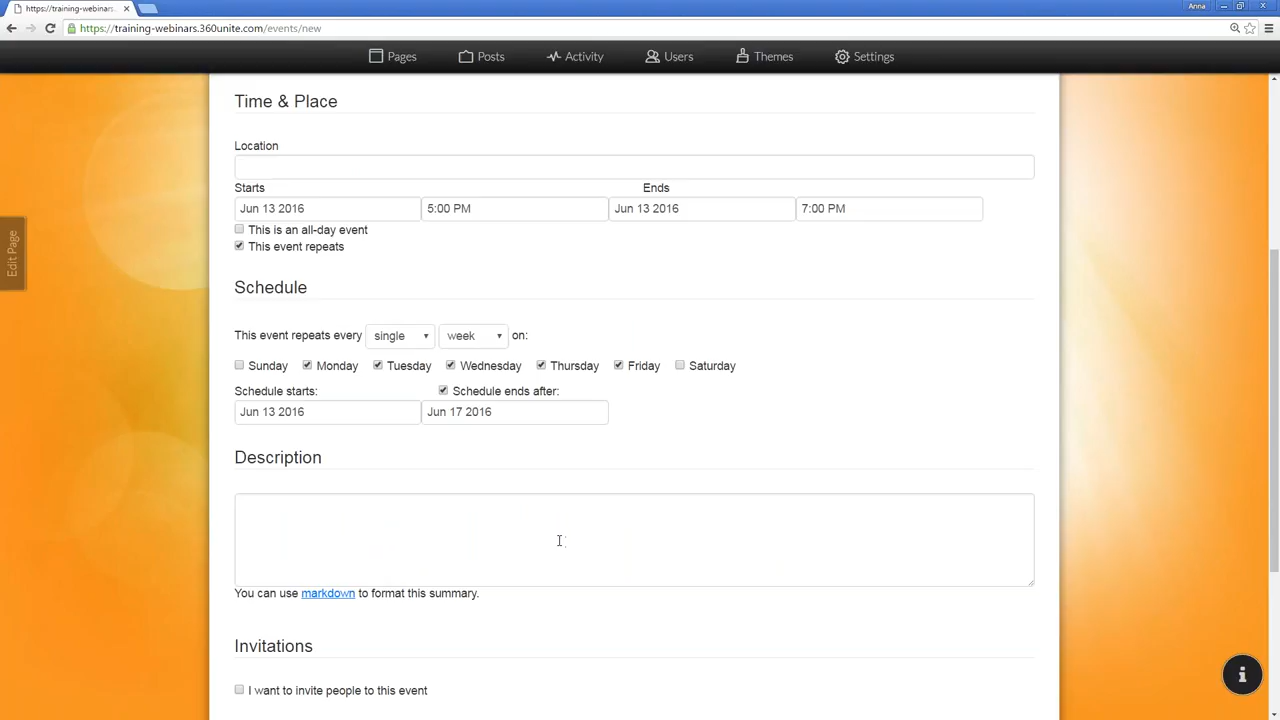 https://training-webinars.
Anna
https://training-webinars.360unite.com/events/new
Pages Posts Activity Users Themes Settings
Time & Place
Location
Starts Ends
Jun 13 2016 5:00 PM Jun 13 2016 7:00 PM
This is an all-day event
This event repeats
Edit Page
Schedule
This event repeats every single week on:
Sunday Monday Tuesday Wednesday Thursday Friday Saturday
Schedule starts: Schedule ends after:
Jun 13 2016 Jun 17 2016
Description
You can use markdown to format this summary.
Invitations
I want to invite people to this event